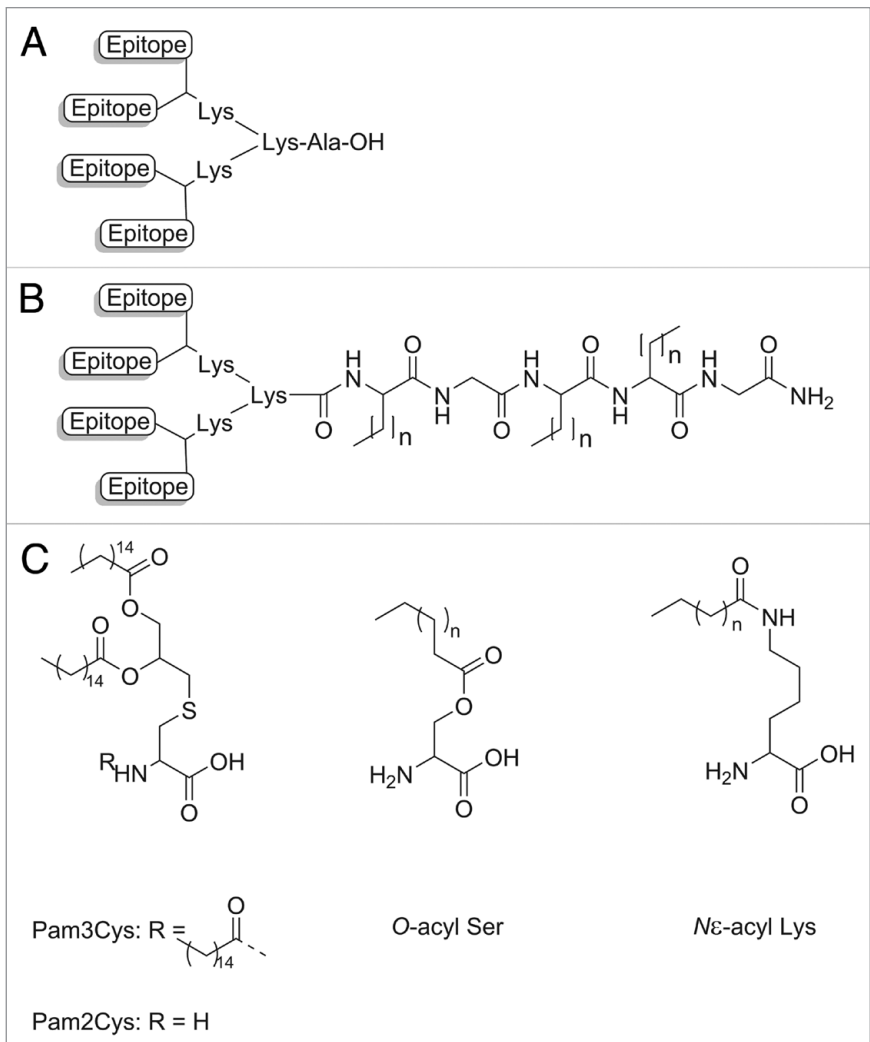 A
Epitope
Epitope
Lys
Lys-Ala-OH
Epitope
Lys
Epitope
B
Epitope
Epitope
Lys
Lys
Epitope
Lys
Epitope
O
H
N
n
O
N
H
O
H
N
n
O
N
H
n
O
H
N
O
NH2
C
14
O
O
O
14
O
S
R
HN
OH
O
n
O
O
H2N
OH
O
O
n
NH
H2N
OH
O
Pam3Cys: R =
O
14
O-acyl Ser
Nε-acyl Lys
Pam2Cys: R = H